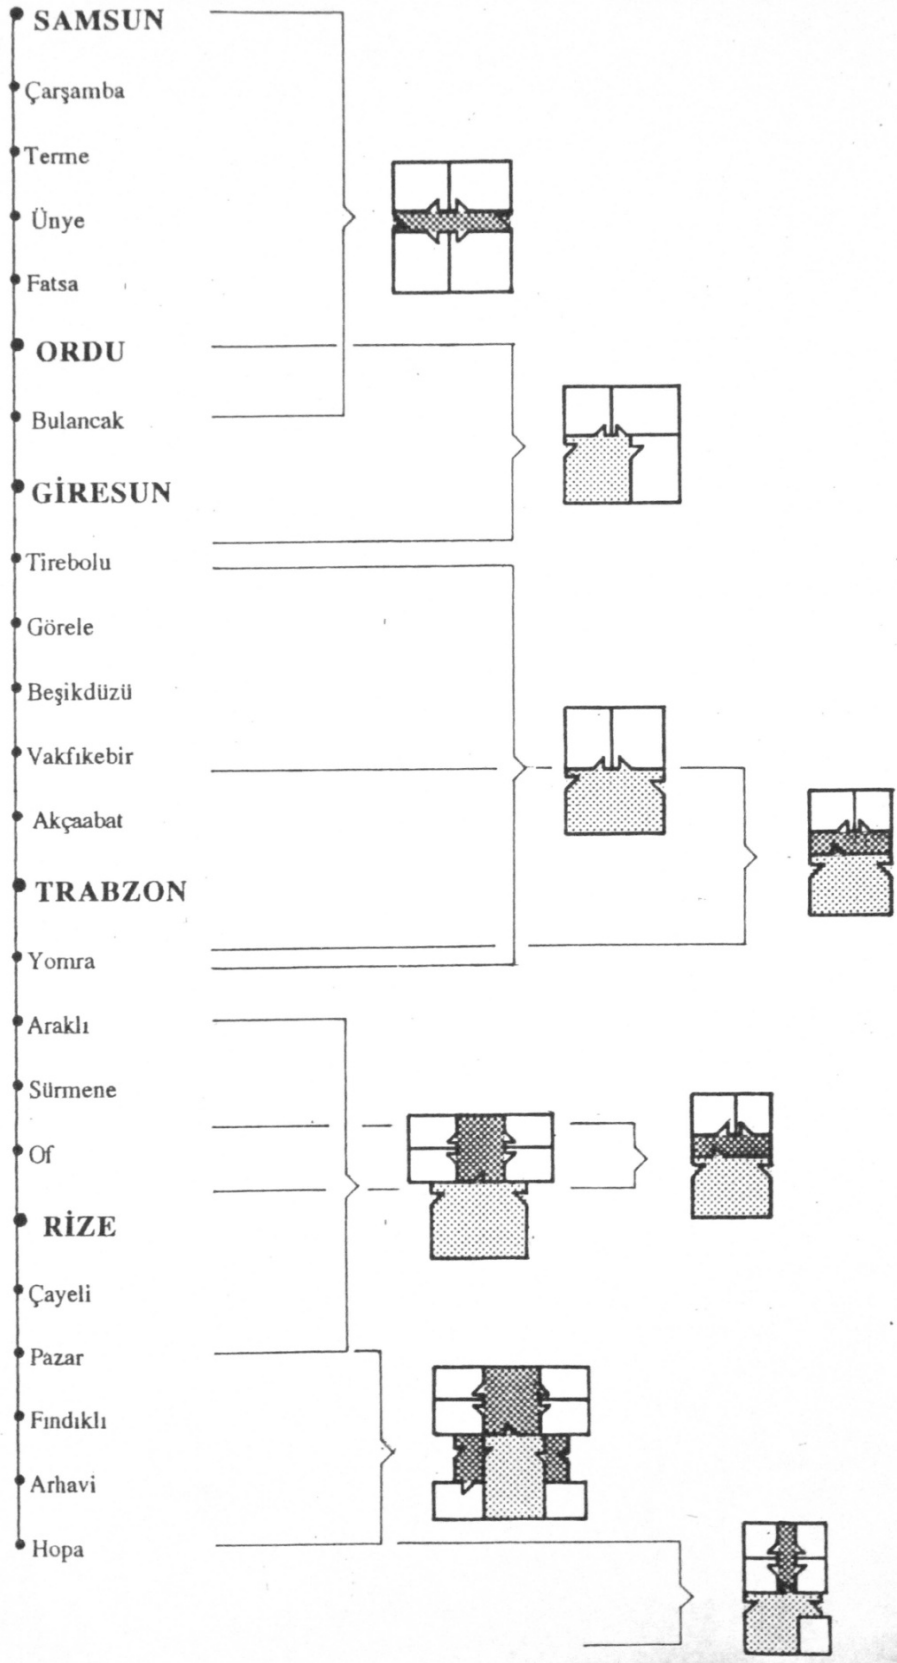 SAMSUN
Çarşamba
Terme
Ünye
Fatsa
ORDU
Bulancak
GİRESUN
Tirebolu
Görele
Beşikdüzü
Vakfıkebir
Akçaabat
TRABZON
Yomra
Araklı
Sürmene
Of
RİZE
Çayeli
Pazar
Fındıklı
Arhavi
Hopa